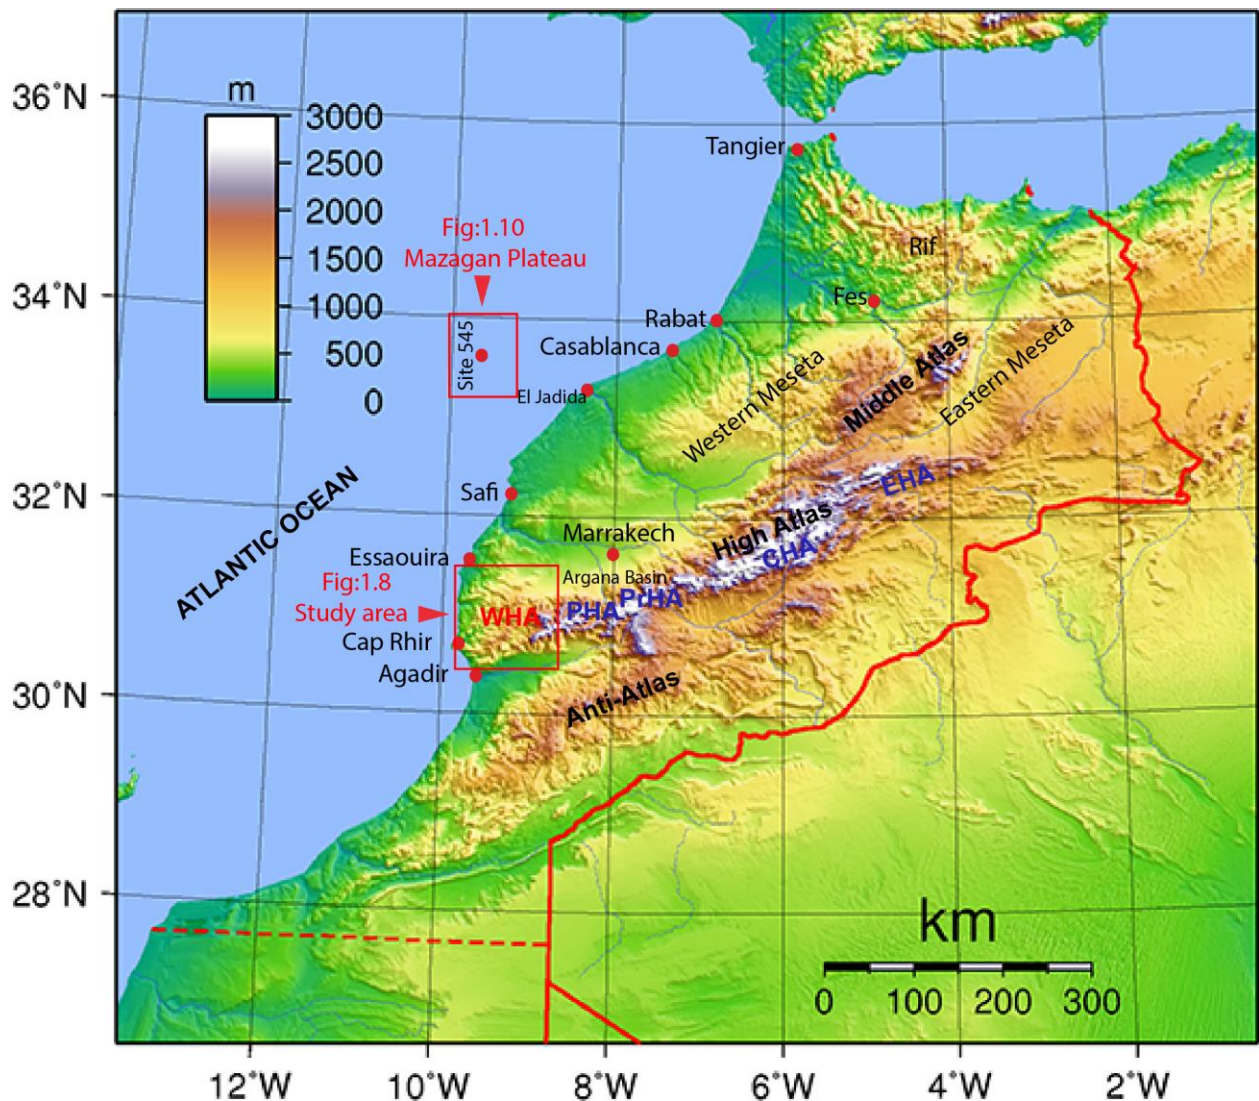 36°N
34°N
32°N
30°N
28°N
m
3000
2500
2000
1500
1000
500
0
Tangier
Fig:1.10
Mazagan Plateau
Rif
Fes
Rabat
Site 545
Casablanca
El Jadida
Western Meseta
Middle Atlas
Eastern Meseta
ATLANTIC OCEAN
Safi
EHA
High Atlas
CHA
Marrakech
Essaouira
Argana Basin
Fig:1.8
Study area
WHA
PHA
PrHA
Cap Rhir
Agadir
Anti-Atlas
km
0 100 200 300
12°W 10°W 8°W 6°W 4°W 2°W